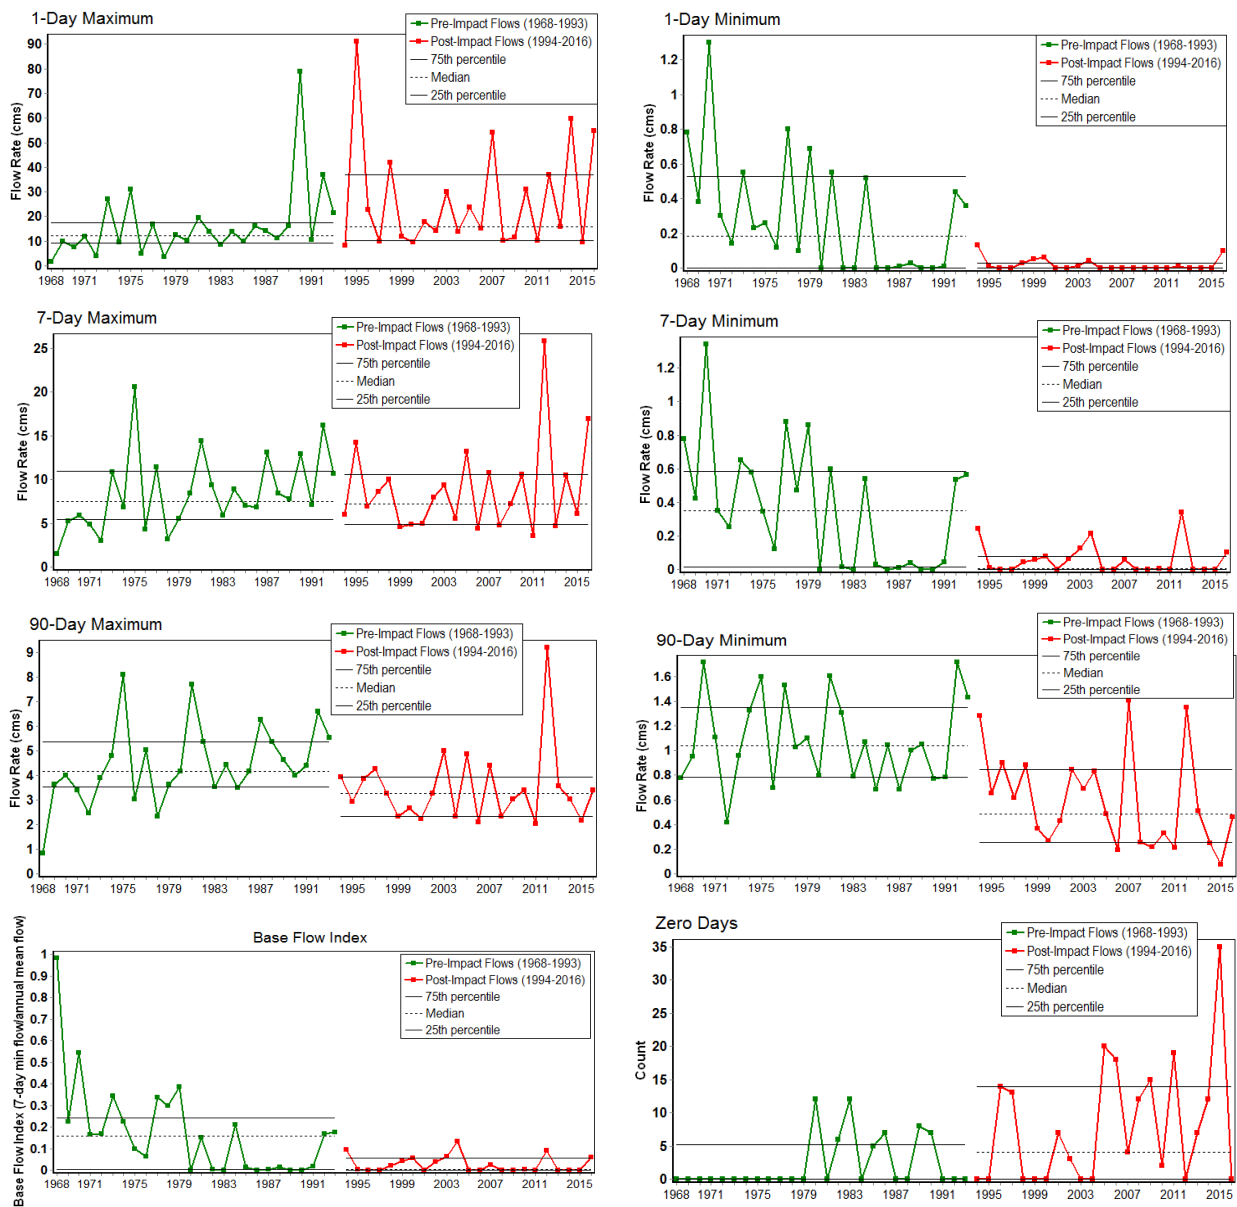 1-Day Maximum
Pre-Impact Flows (1968-1993)
Post-Impact Flows (1994-2016)
75th percentile
Median
25th percentile
Flow Rate (cms)
90
80
70
60
50
40
30
20
10
0
1968 1971 1975 1979 1983 1987 1991 1995 1999 2003 2007 2011 2015
1-Day Minimum
Pre-Impact Flows (1968-1993)
Post-Impact Flows (1994-2016)
75th percentile
Median
25th percentile
Flow Rate (cms)
1.2
1
0.8
0.6
0.4
0.2
0
1968 1971 1975 1979 1983 1987 1991 1995 1999 2003 2007 2011 2015
7-Day Maximum
Pre-Impact Flows (1968-1993)
Post-Impact Flows (1994-2016)
75th percentile
Median
25th percentile
Flow Rate (cms)
25
20
15
10
5
0
1968 1971 1975 1979 1983 1987 1991 1995 1999 2003 2007 2011 2015
7-Day Minimum
Pre-Impact Flows (1968-1993)
Post-Impact Flows (1994-2016)
75th percentile
Median
25th percentile
Flow Rate (cms)
1.2
1
0.8
0.6
0.4
0.2
0
1968 1971 1975 1979 1983 1987 1991 1995 1999 2003 2007 2011 2015
90-Day Maximum
Pre-Impact Flows (1968-1993)
Post-Impact Flows (1994-2016)
75th percentile
Median
25th percentile
Flow Rate (cms)
9
8
7
6
5
4
3
2
1
0
1968 1971 1975 1979 1983 1987 1991 1995 1999 2003 2007 2011 2015
90-Day Minimum
Pre-Impact Flows (1968-1993)
Post-Impact Flows (1994-2016)
75th percentile
Median
25th percentile
Flow Rate (cms)
1.6
1.4
1.2
1
0.8
0.6
0.4
0.2
0
1968 1971 1975 1979 1983 1987 1991 1995 1999 2003 2007 2011 2015
Base Flow Index
Pre-Impact Flows (1968-1993)
Post-Impact Flows (1994-2016)
75th percentile
Median
25th percentile
Base Flow Index (7-day min flow/annual mean flow)
1
0.9
0.8
0.7
0.6
0.5
0.4
0.3
0.2
0.1
0
1968 1971 1975 1979 1983 1987 1991 1995 1999 2003 2007 2011 2015
Zero Days
Pre-Impact Flows (1968-1993)
Post-Impact Flows (1994-2016)
75th percentile
Median
25th percentile
Count
35
30
25
20
15
10
5
0
1968 1971 1975 1979 1983 1987 1991 1995 1999 2003 2007 2011 2015